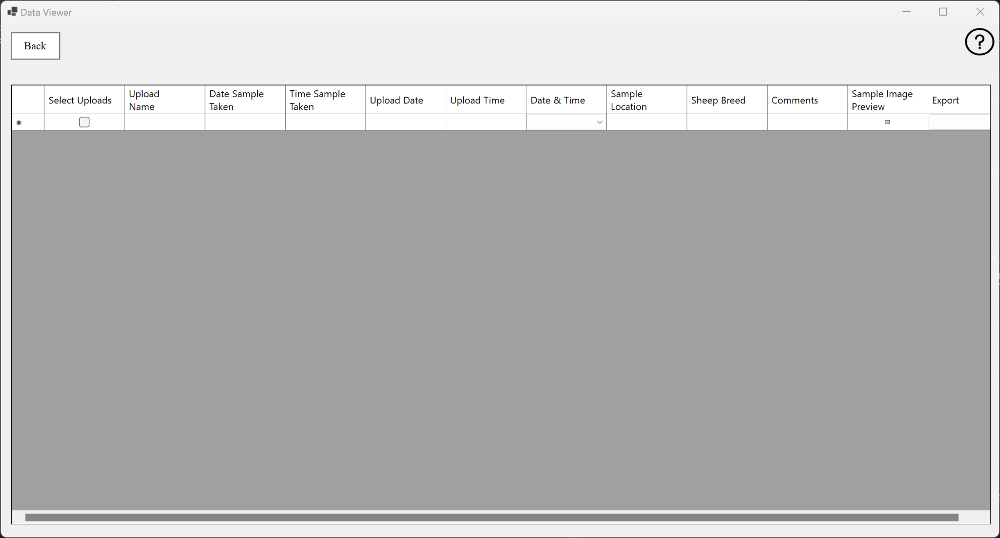 Data Viewer
Back
?
Select Uploads
Upload
Name
Date Sample
Taken
Time Sample
Taken
Upload Date
Upload Time
Date & Time
Sample
Location
Sheep Breed
Comments
Sample Image
Preview
Export